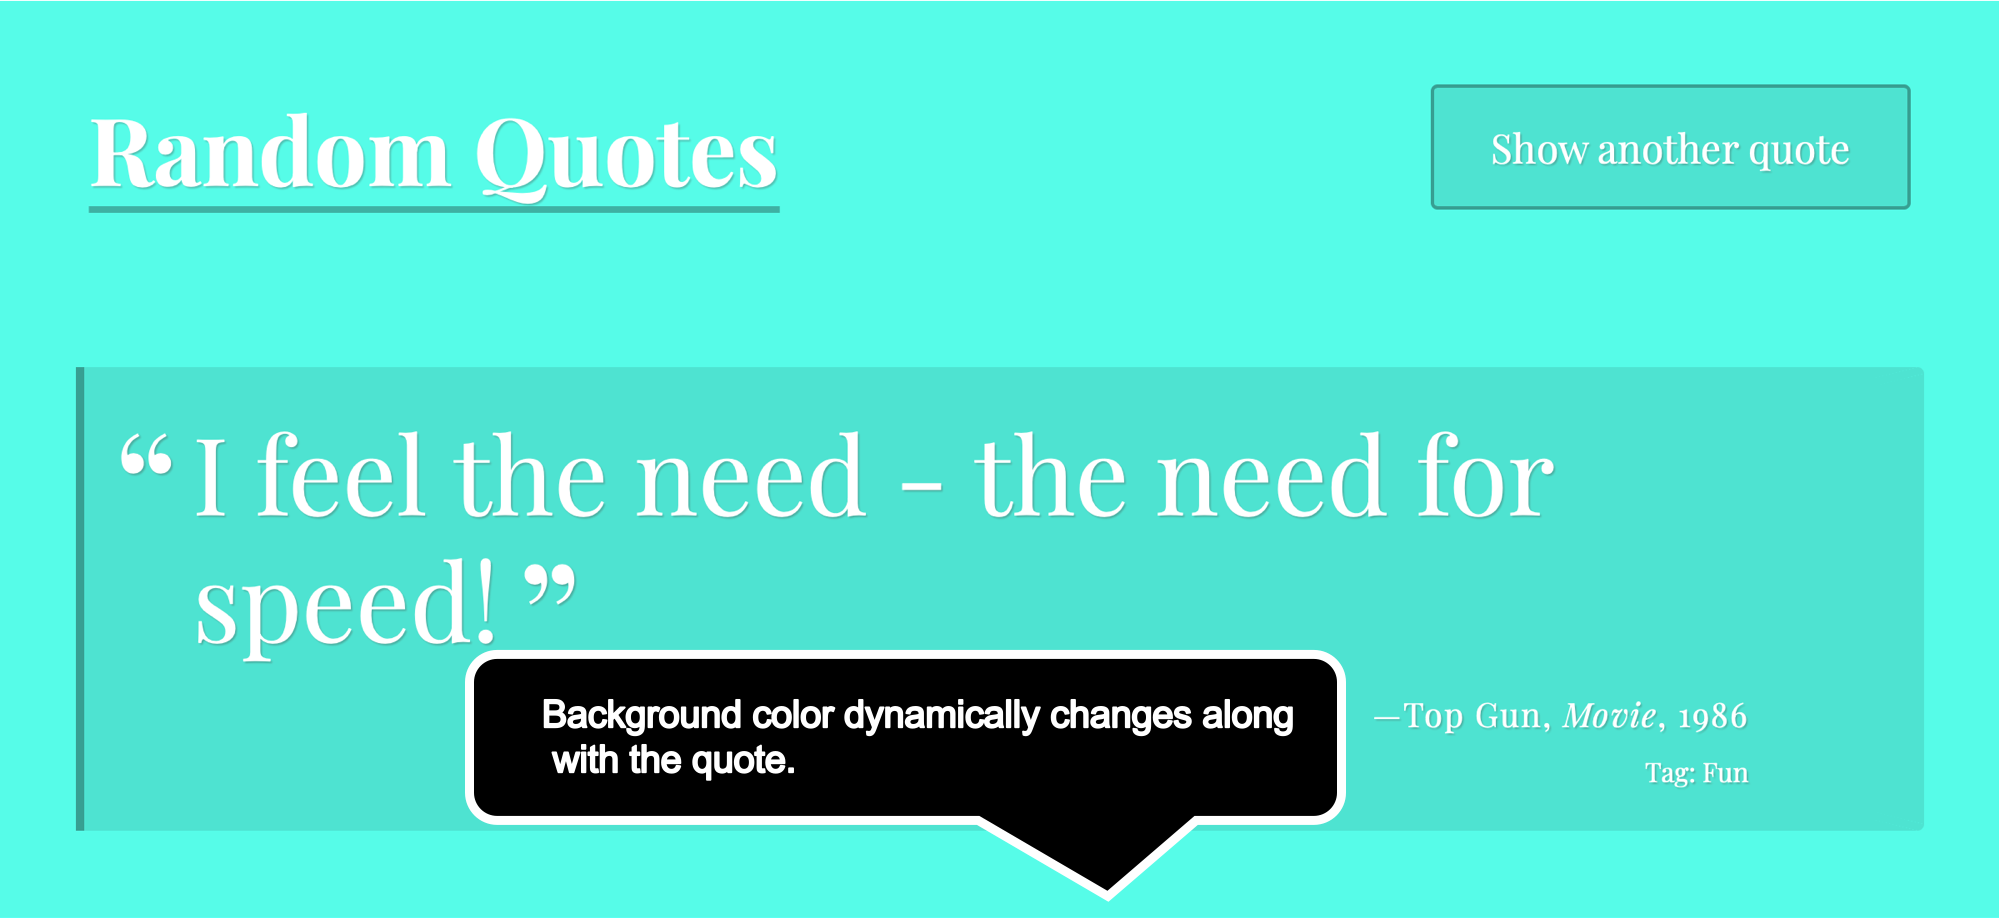 Random Quotes
Show another quote
“ I feel the need – the need for
speed! ”
Background color dynamically changes along
with the quote.
—Top Gun, Movie, 1986
Tag: Fun